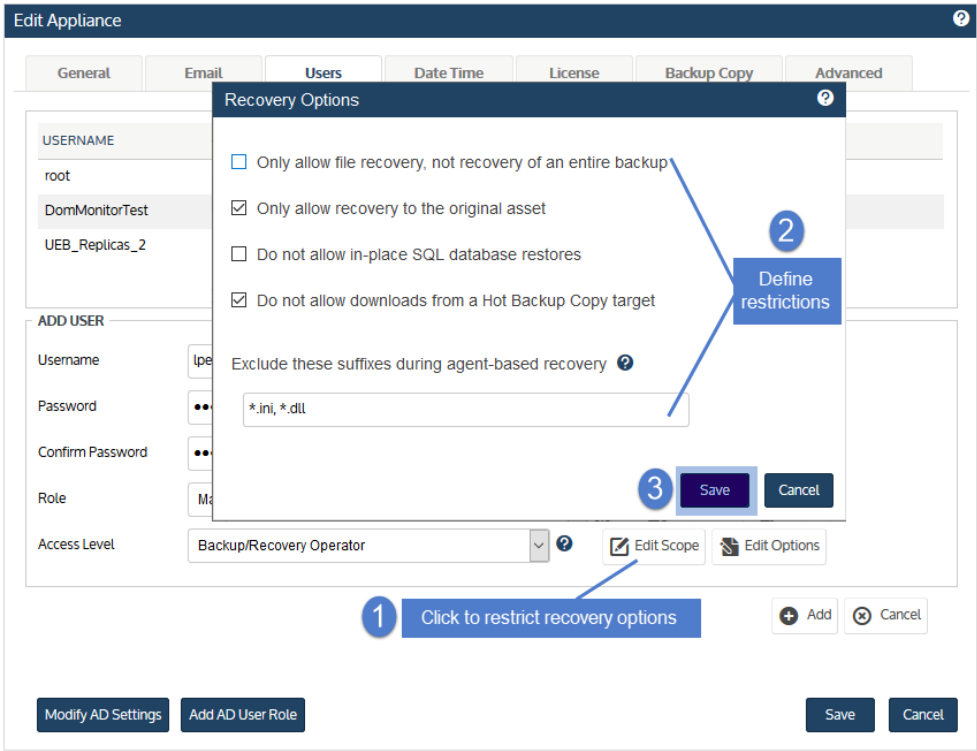 Edit Appliance
General Email Users Date Time License Backup Copy Advanced
Recovery Options
USERNAME
root
DomMonitorTest
UEB_Replicas_2
Only allow file recovery, not recovery of an entire backup
Only allow recovery to the original asset
Do not allow in-place SQL database restores
Do not allow downloads from a Hot Backup Copy target
2
Define
restrictions
Exclude these suffixes during agent-based recovery
*.ini, *.dll
3
Save Cancel
ADD USER
Username lpe
Password
Confirm Password
Role Ma
Access Level Backup/Recovery Operator Edit Scope Edit Options
1 Click to restrict recovery options
Add Cancel
Modify AD Settings Add AD User Role Save Cancel